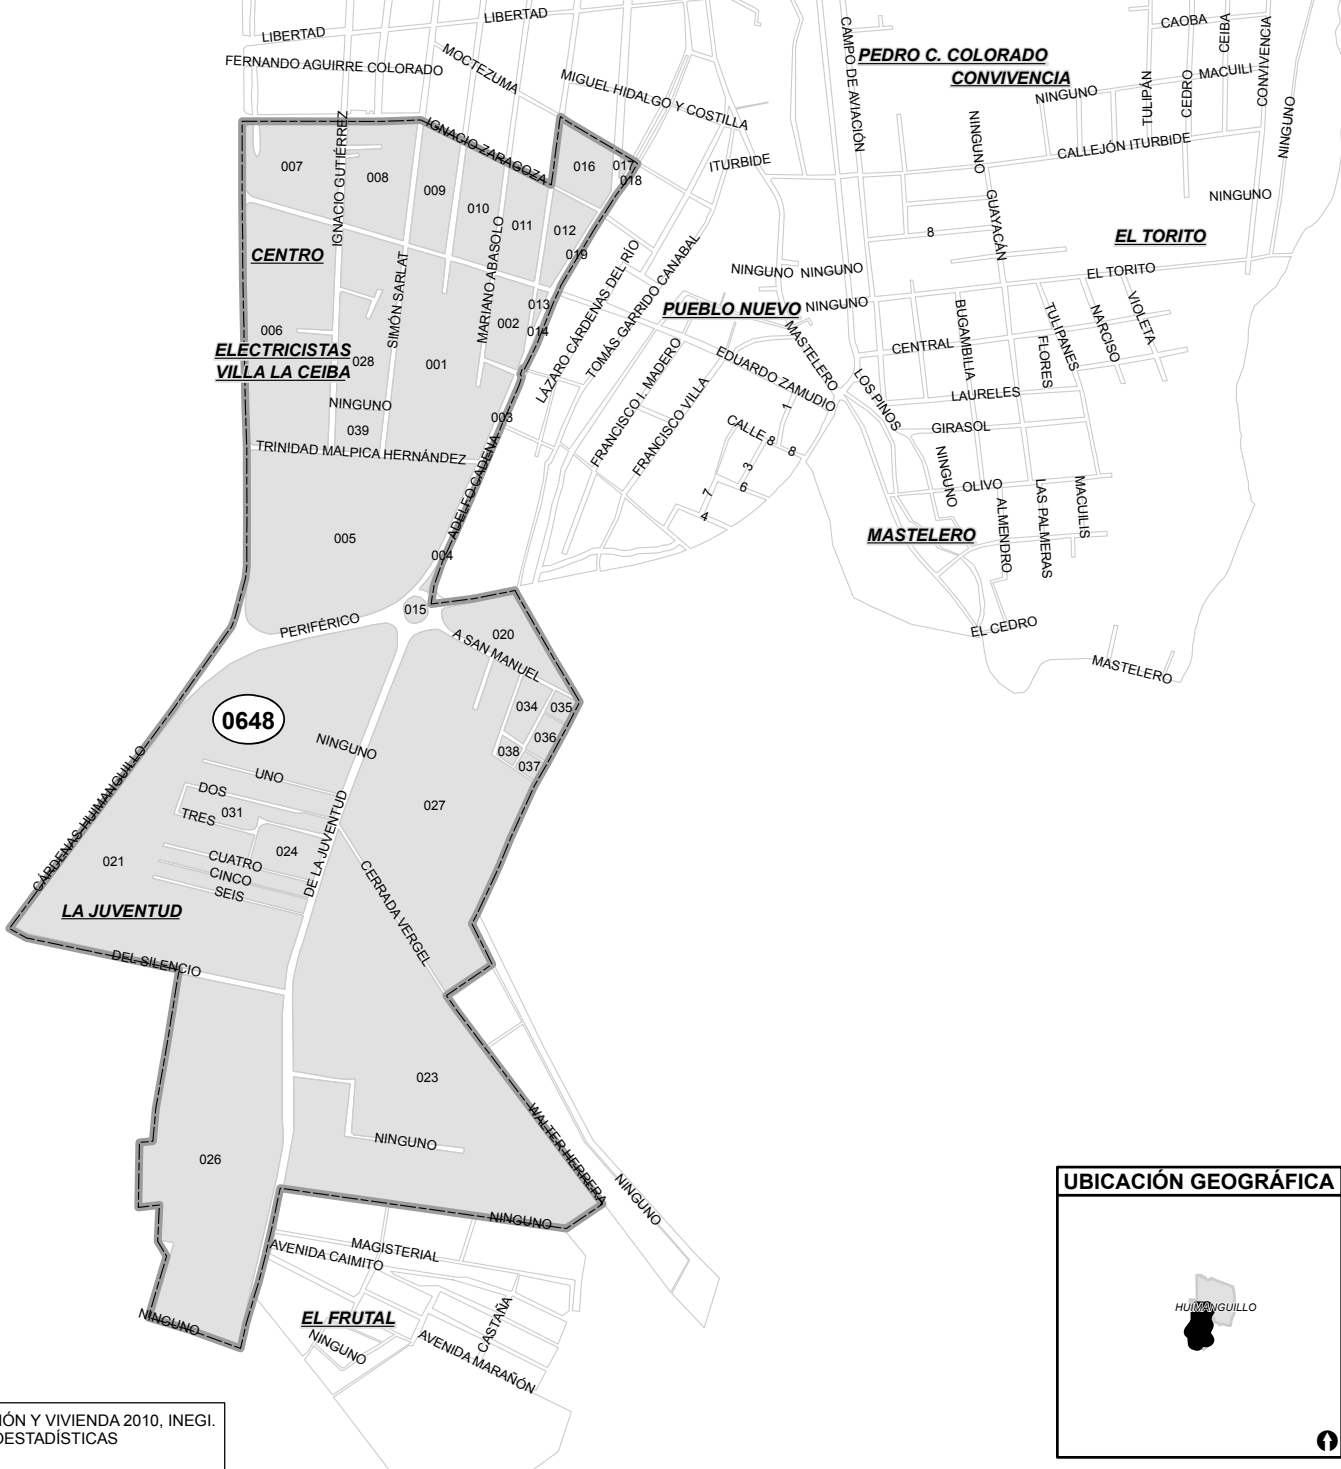 LIBERTAD
LIBERTAD
FERNANDO AGUIRRE COLORADO
MOCTEZUMA
MIGUEL HIDALGO Y COSTILLA
CAMPO DE AVIACIÓN
PEDRO C. COLORADO
CONVIVENCIA
CAOBA
CEIBA
CONVIVENCIA
MACUILI
TULIPÁN
CEDRO
NINGUNO
NINGUNO
NINGUNO
CALLEJÓN ITURBIDE
NINGUNO
IGNACIO GUTIÉRREZ
IGNACIO ZARAGOZA
ITURBIDE
007
008
009
010
011
012
016
017
018
019
GUAYACÁN
8
EL TORITO
EL TORITO
CENTRO
SIMÓN SARLAT
MARIANO ABASOLO
LÁZARO CÁRDENAS DEL RÍO
TOMÁS GARRIDO CANABAL
NINGUNO
NINGUNO
NINGUNO
PUEBLO NUEVO
MASTELERO
013
014
002
006
028
001
ELECTRICISTAS
VILLA LA CEIBA
NINGUNO
039
003
TRINIDAD MALPICA HERNÁNDEZ
ADELFO CADENA
FRANCISCO I. MADERO
FRANCISCO VILLA
EDUARDO ZAMUDIO
CALLE 8
8
1
3
6
7
4
LOS PINOS
CENTRAL
BUGAMBILIA
TULIPANES
FLORES
NARCISO
VIOLETA
LAURELES
GIRASOL
NINGUNO
OLIVO
ALMENDRO
LAS PALMERAS
MACUILIS
MASTELERO
EL CEDRO
MASTELERO
005
004
015
PERIFÉRICO
020
A SAN MANUEL
034
035
036
037
038
0648
NINGUNO
UNO
DOS
TRES
031
CUATRO
024
CINCO
SEIS
DE LA JUVENTUD
027
CÁRDENAS-HUIMANGUILLO
021
LA JUVENTUD
CERRADA VERGEL
DEL SILENCIO
023
026
NINGUNO
WALTER HERRERA
NINGUNO
NINGUNO
NINGUNO
MAGISTERIAL
AVENIDA CAIMITO
EL FRUTAL
NINGUNO
CASTAÑA
AVENIDA MARAÑÓN
UBICACIÓN GEOGRÁFICA
HUIMANGUILLO
IÓN Y VIVIENDA 2010, INEGI.
OESTADÍSTICAS